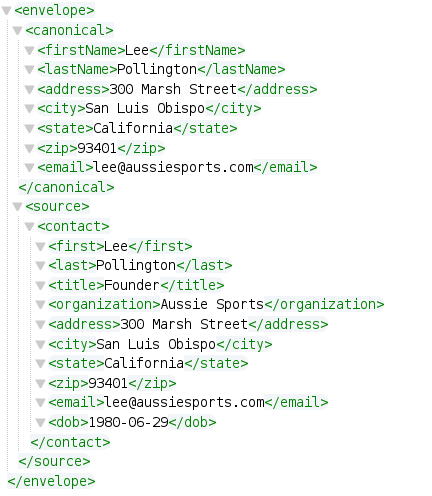 <envelope>
<canonical>
<firstName>Lee</firstName>
<lastName>Pollington</lastName>
<address>300 Marsh Street</address>
<city>San Luis Obispo</city>
<state>California</state>
<zip>93401</zip>
<email>lee@aussiesports.com</email>
</canonical>
<source>
<contact>
<first>Lee</first>
<last>Pollington</last>
<title>Founder</title>
<organization>Aussie Sports</organization>
<address>300 Marsh Street</address>
<city>San Luis Obispo</city>
<state>California</state>
<zip>93401</zip>
<email>lee@aussiesports.com</email>
<dob>1980-06-29</dob>
</contact>
</source>
</envelope>